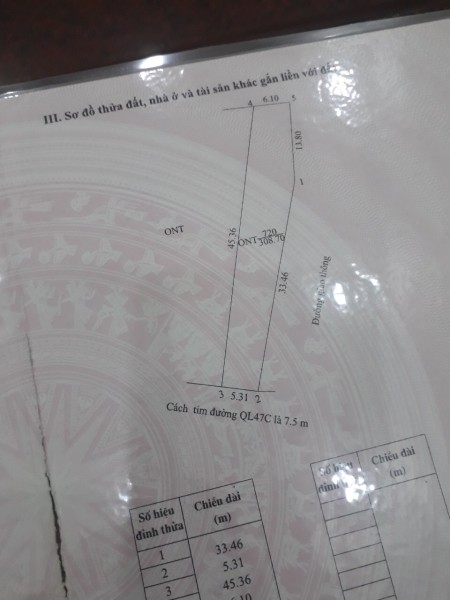 III. Sơ đồ thửa đất, nhà ở và tài sản khác gắn liền với đất
4 6.10 5
13.80
1
ONT
45.36
ONT 720
308.70
33.46
Đường giao thông
3 5.31 2
Cách tim đường QL47C là 7.5 m
Số hiệu đỉnh thửa
Chiều dài (m)
1 33.46
2 5.31
3 45.36
6.10
Số hiệu đỉnh
Chiều dài (m)